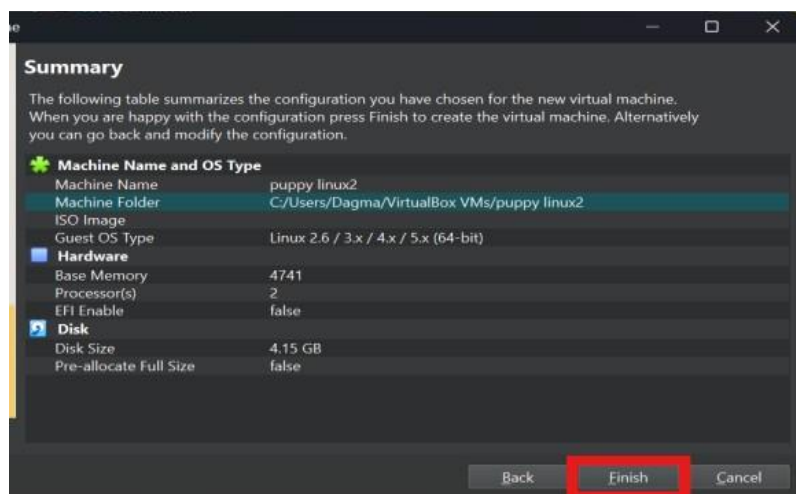 e
Summary
The following table summarizes the configuration you have chosen for the new virtual machine.
When you are happy with the configuration press Finish to create the virtual machine. Alternatively
you can go back and modify the configuration.
Machine Name and OS Type
Machine Name puppy linux2
Machine Folder C:/Users/Dagma/VirtualBox VMs/puppy linux2
ISO Image
Guest OS Type Linux 2.6 / 3.x / 4.x / 5.x (64-bit)
Hardware
Base Memory 4741
Processor(s) 2
EFI Enable false
Disk
Disk Size 4.15 GB
Pre-allocate Full Size false
Back Finish Cancel